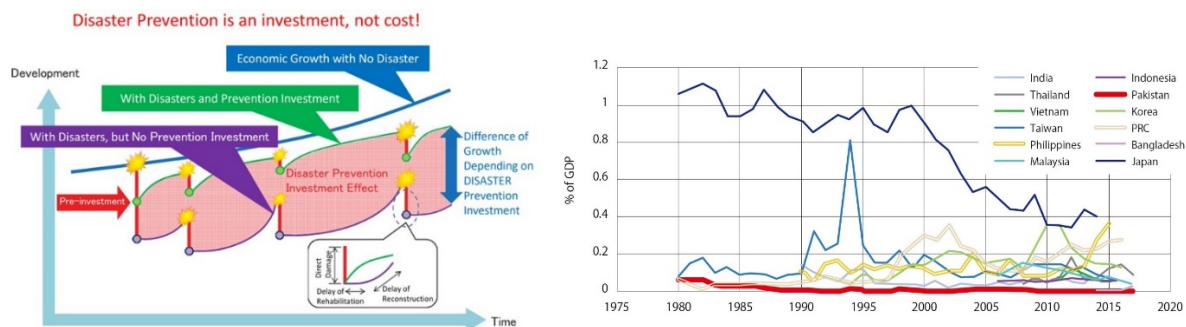 Disaster Prevention is an investment, not cost!
Development
Economic Growth with No Disaster
With Disasters and Prevention Investment
With Disasters, but No Prevention Investment
Pre-investment
Disaster Prevention
Investment Effect
Difference of
Growth
Depending on
DISASTER
Prevention
Investment
Direct
Damage
Delay of
Rehabilitation
Delay of
Reconstruction
Time
% of GDP
1.2
1
0.8
0.6
0.4
0.2
0
1975
1980
1985
1990
1995
2000
2005
2010
2015
2020
India
Thailand
Vietnam
Taiwan
Philippines
Malaysia
Indonesia
Pakistan
Korea
PRC
Bangladesh
Japan